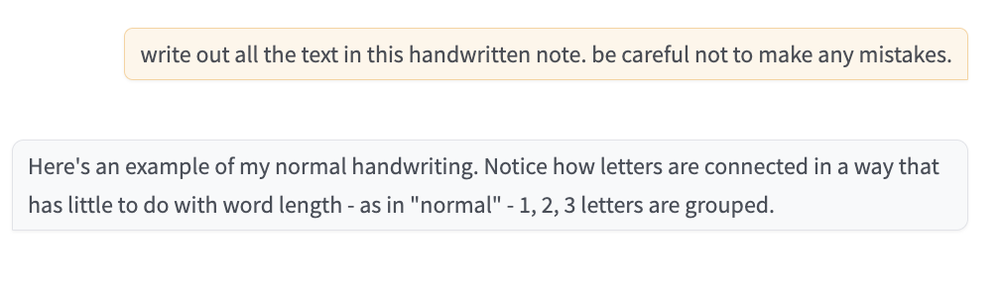 write out all the text in this handwritten note. be careful not to make any mistakes.
Here's an example of my normal handwriting. Notice how letters are connected in a way that
has little to do with word length - as in "normal" - 1, 2, 3 letters are grouped.